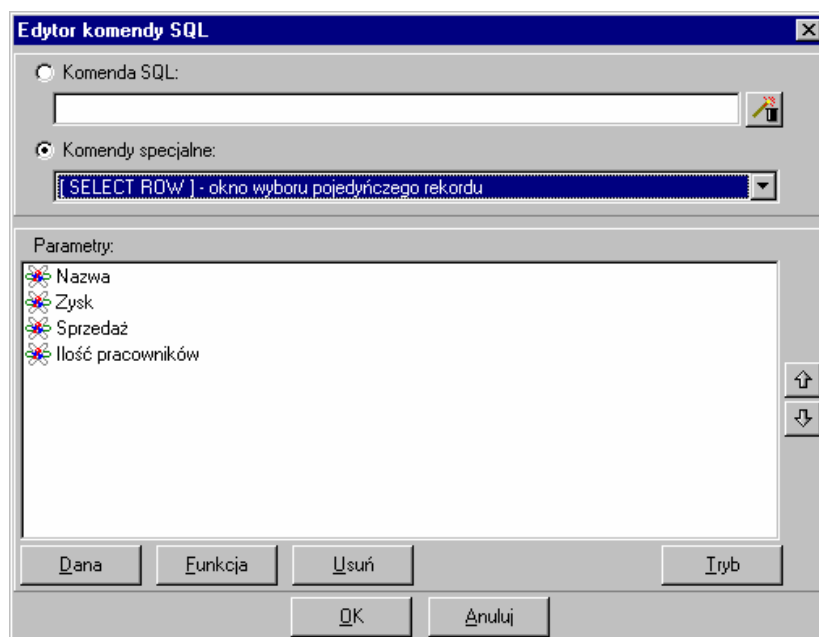 Edytor komendy SQL
Komenda SQL:
Komendy specjalne:
[ SELECT ROW ] - okno wyboru pojedyńczego rekordu
Parametry:
Nazwa
Zysk
Sprzedaż
Ilość pracowników
Dana Funkcja Usuń Tryb
OK Anuluj